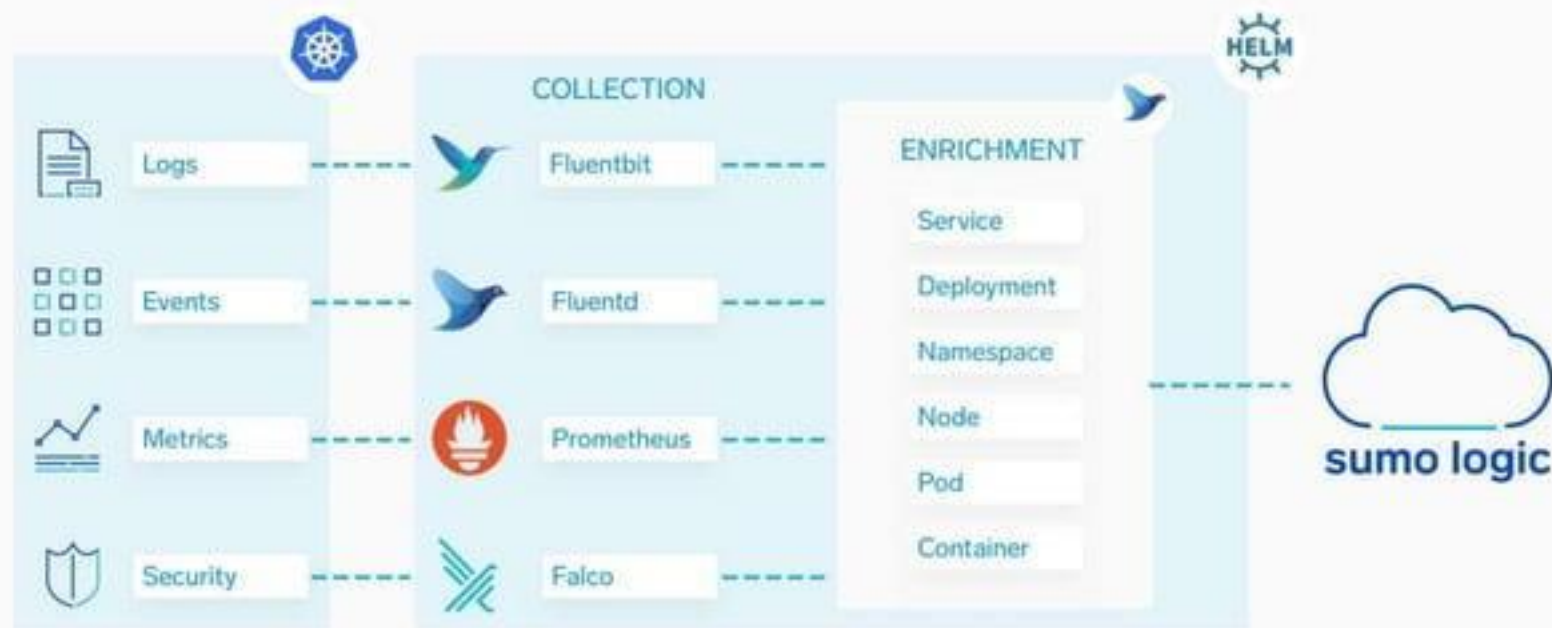 HELM
COLLECTION
ENRICHMENT
Logs
Fluentbit
Service
Events
Fluentd
Deployment
Namespace
Metrics
Prometheus
Node
Pod
Security
Falco
Container
sumo logic